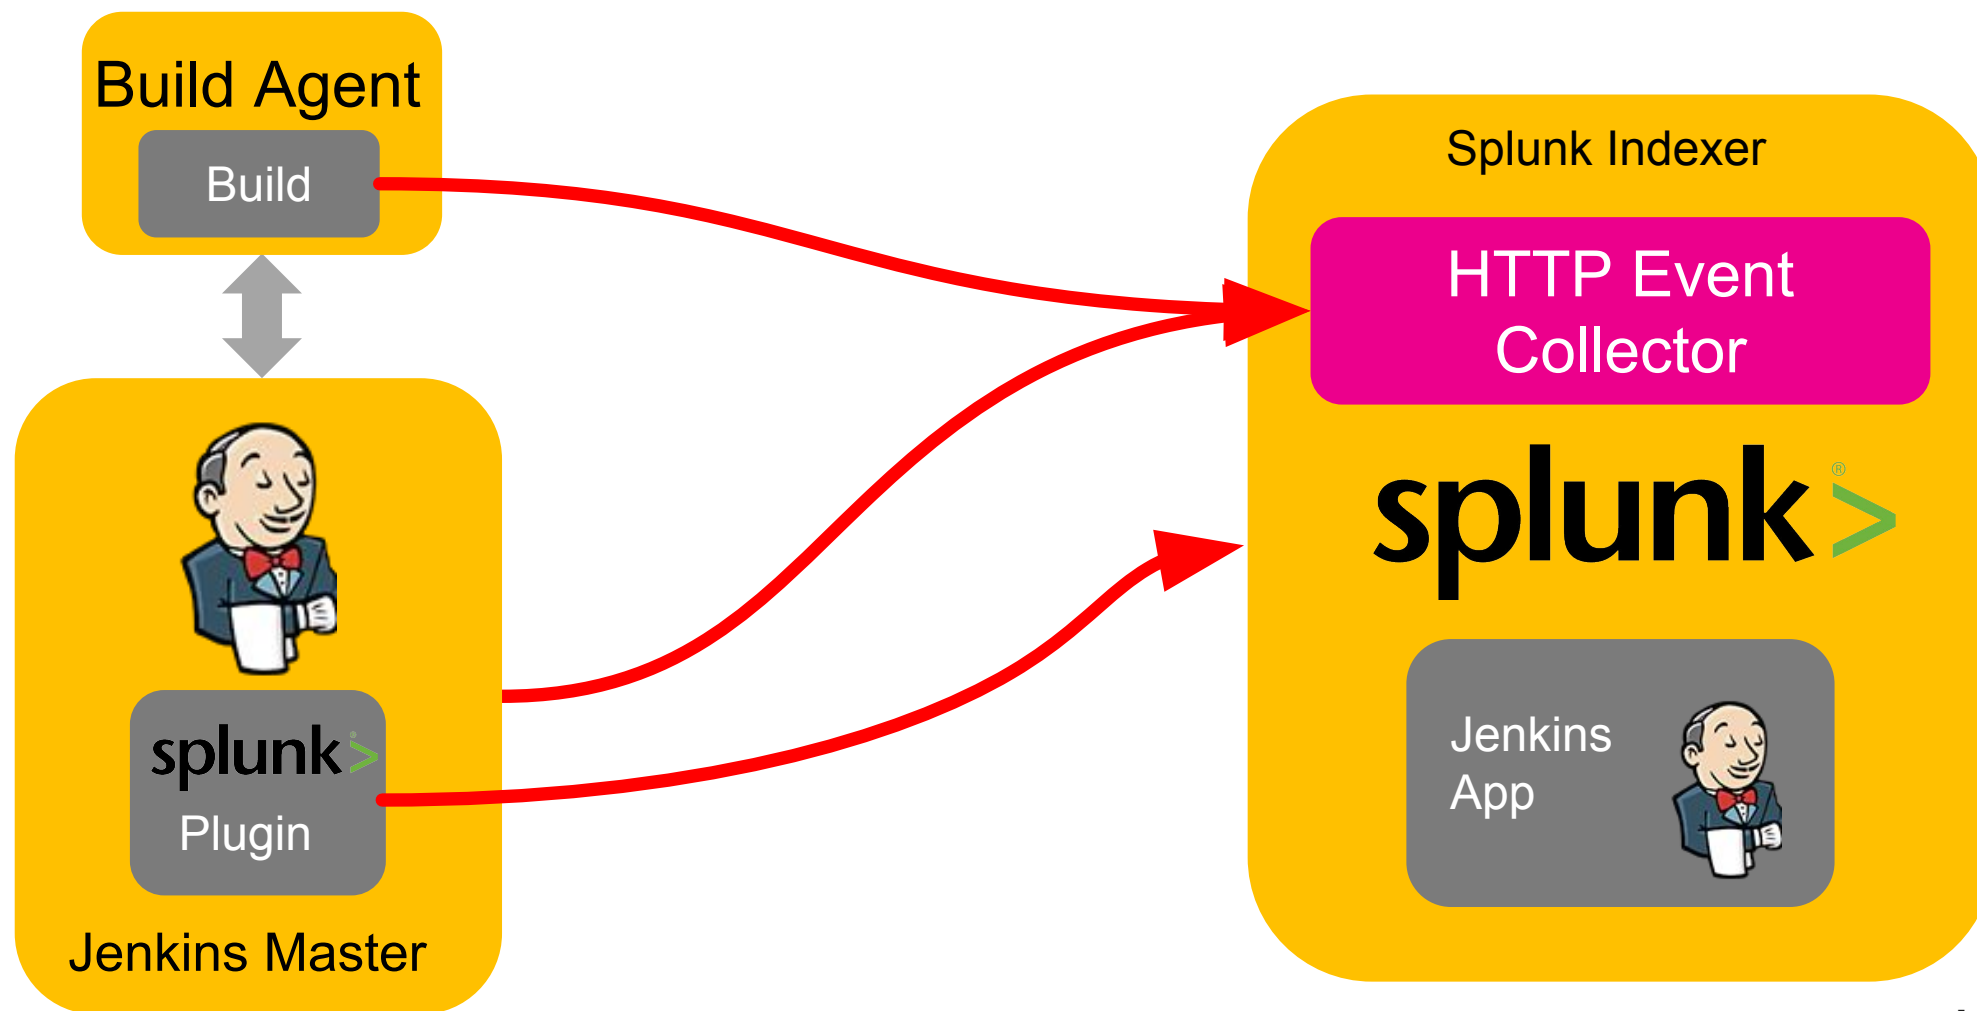 Build Agent
Build
splunk>
Plugin
Jenkins Master
Splunk Indexer
HTTP Event
Collector
splunk>®
Jenkins
App